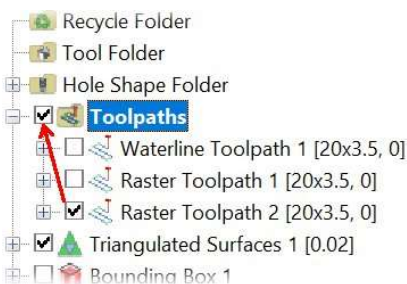 Recycle Folder
Tool Folder
Hole Shape Folder
Toolpaths
Waterline Toolpath 1 [20x3.5, 0]
Raster Toolpath 1 [20x3.5, 0]
Raster Toolpath 2 [20x3.5, 0]
Triangulated Surfaces 1 [0.02]
Bounding Box 1